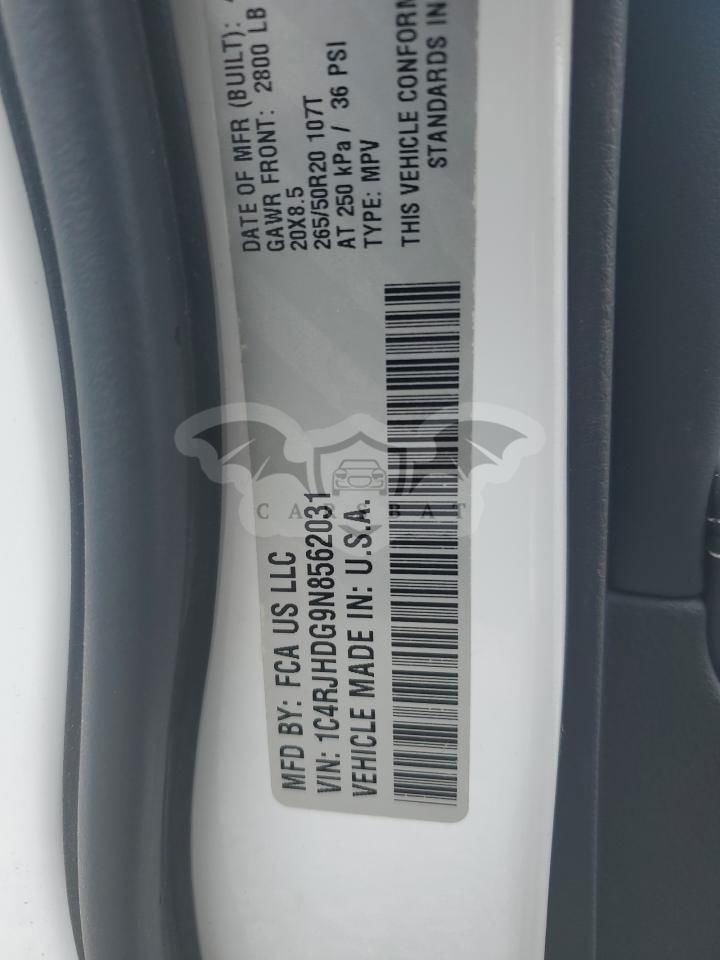 MFD BY: FCA US LLC
VIN: 1C4RJHDG9N8562031
VEHICLE MADE IN: U.S.A.
DATE OF MFR (BUILT):
GAWR FRONT: 2800 LB
20X8.5
265/50R20 107T
AT 250 kPa / 36 PSI
TYPE: MPV
THIS VEHICLE CONFORM
STANDARDS IN
CARSBAT